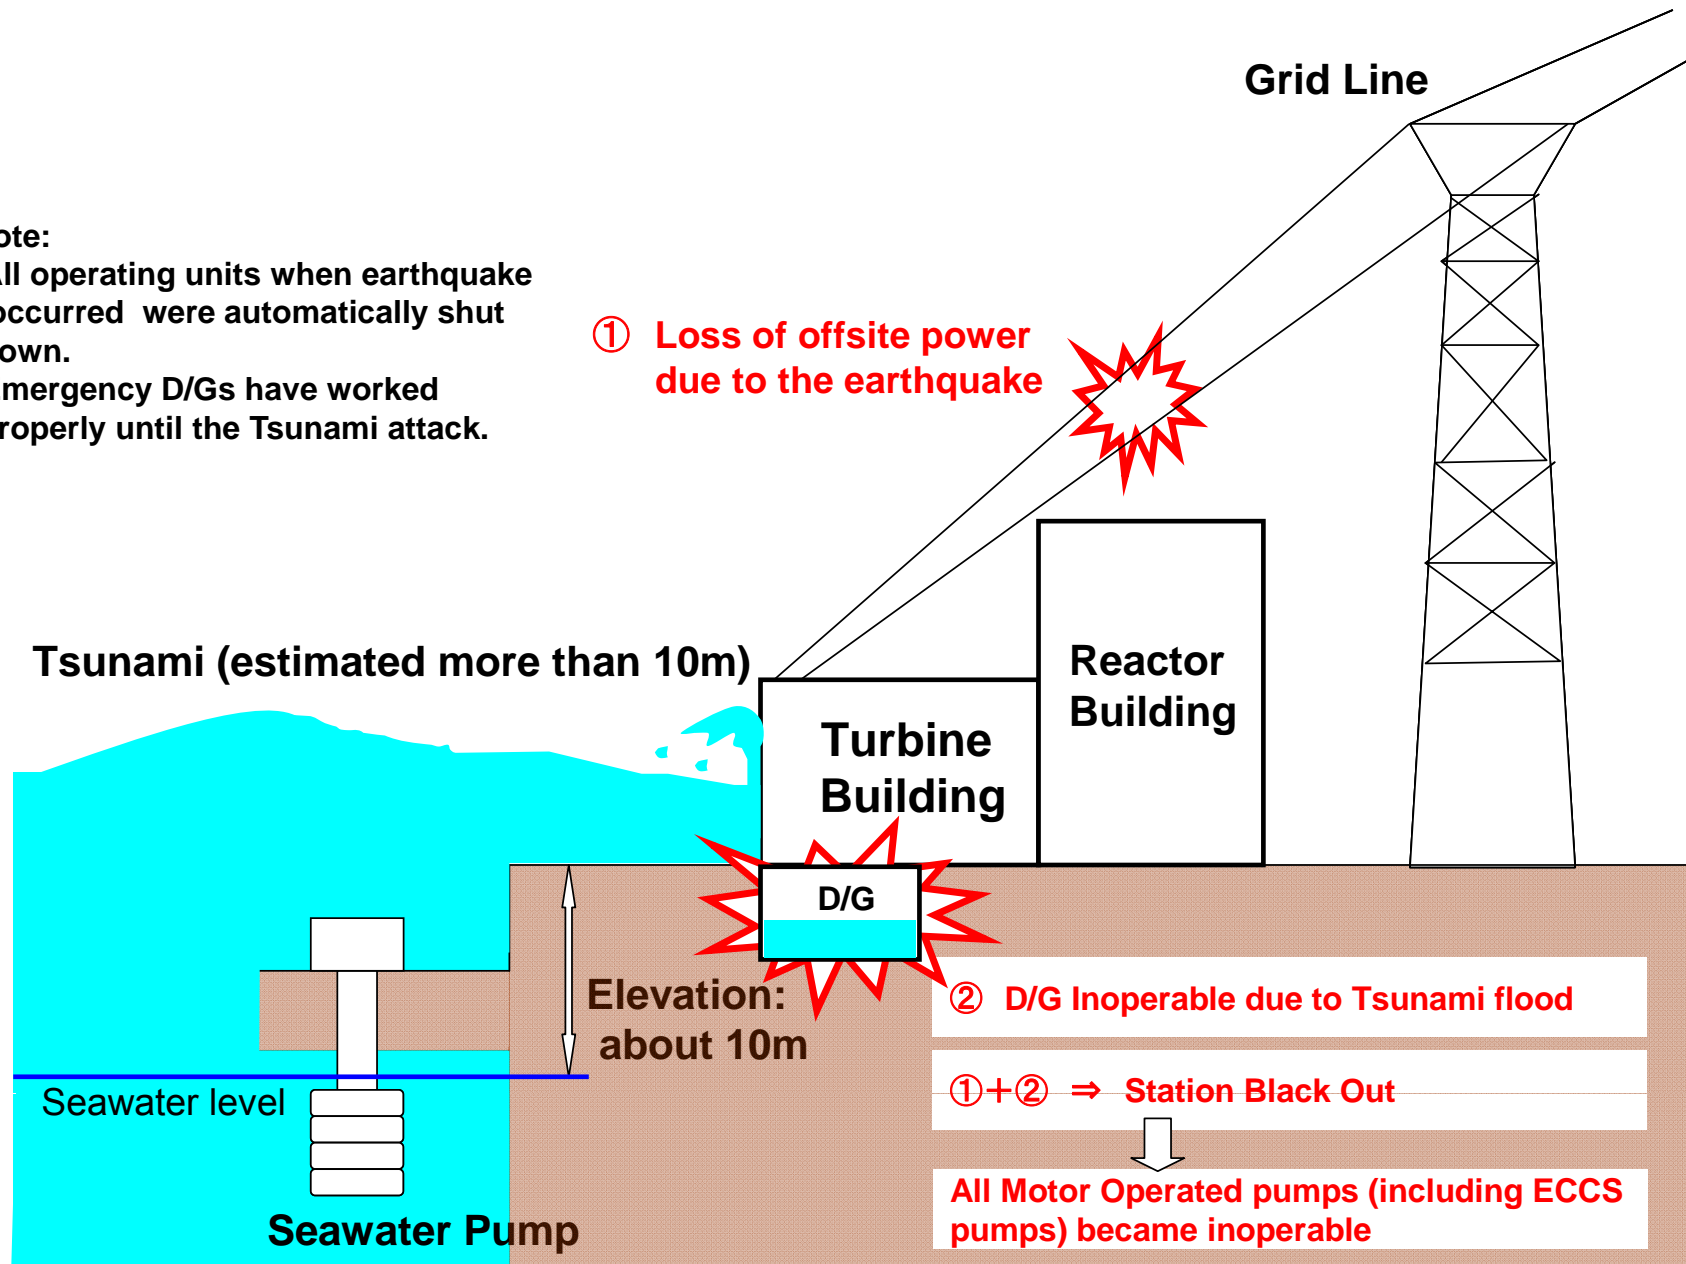 Grid Line
ote:
ll operating units when earthquake
occurred were automatically shut
own.
mergency D/Gs have worked
roperly until the Tsunami attack.
① Loss of offsite power
due to the earthquake
Tsunami (estimated more than 10m)
Reactor
Building
Turbine
Building
D/G
Elevation:
about 10m
② D/G Inoperable due to Tsunami flood
①+② ⇒ Station Black Out
Seawater level
All Motor Operated pumps (including ECCS
pumps) became inoperable
Seawater Pump